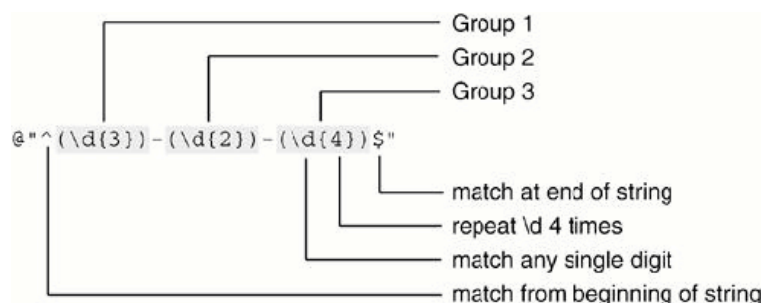 Group 1
Group 2
Group 3
@"^(\d{3})-(\d{2})-(\d{4})$"
match at end of string
repeat \d 4 times
match any single digit
match from beginning of string